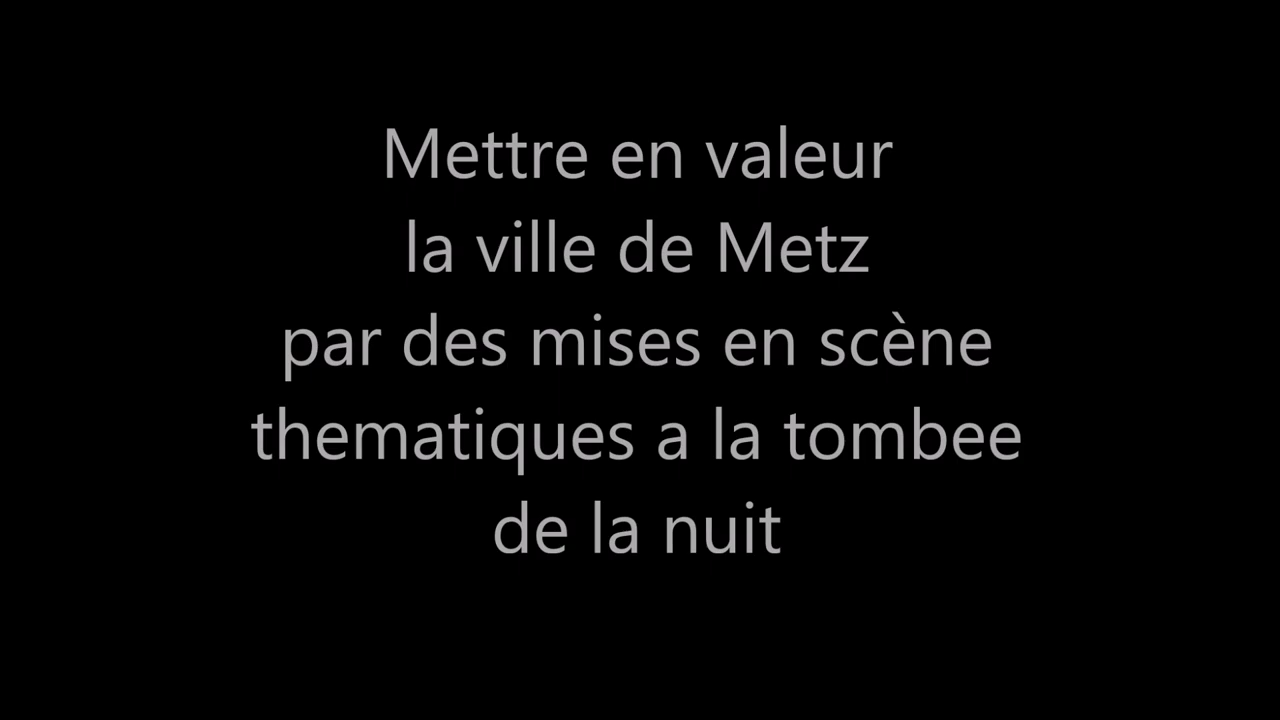 Mettre en valeur
la ville de Metz
par des mises en scène
thematiques a la tombee
de la nuit